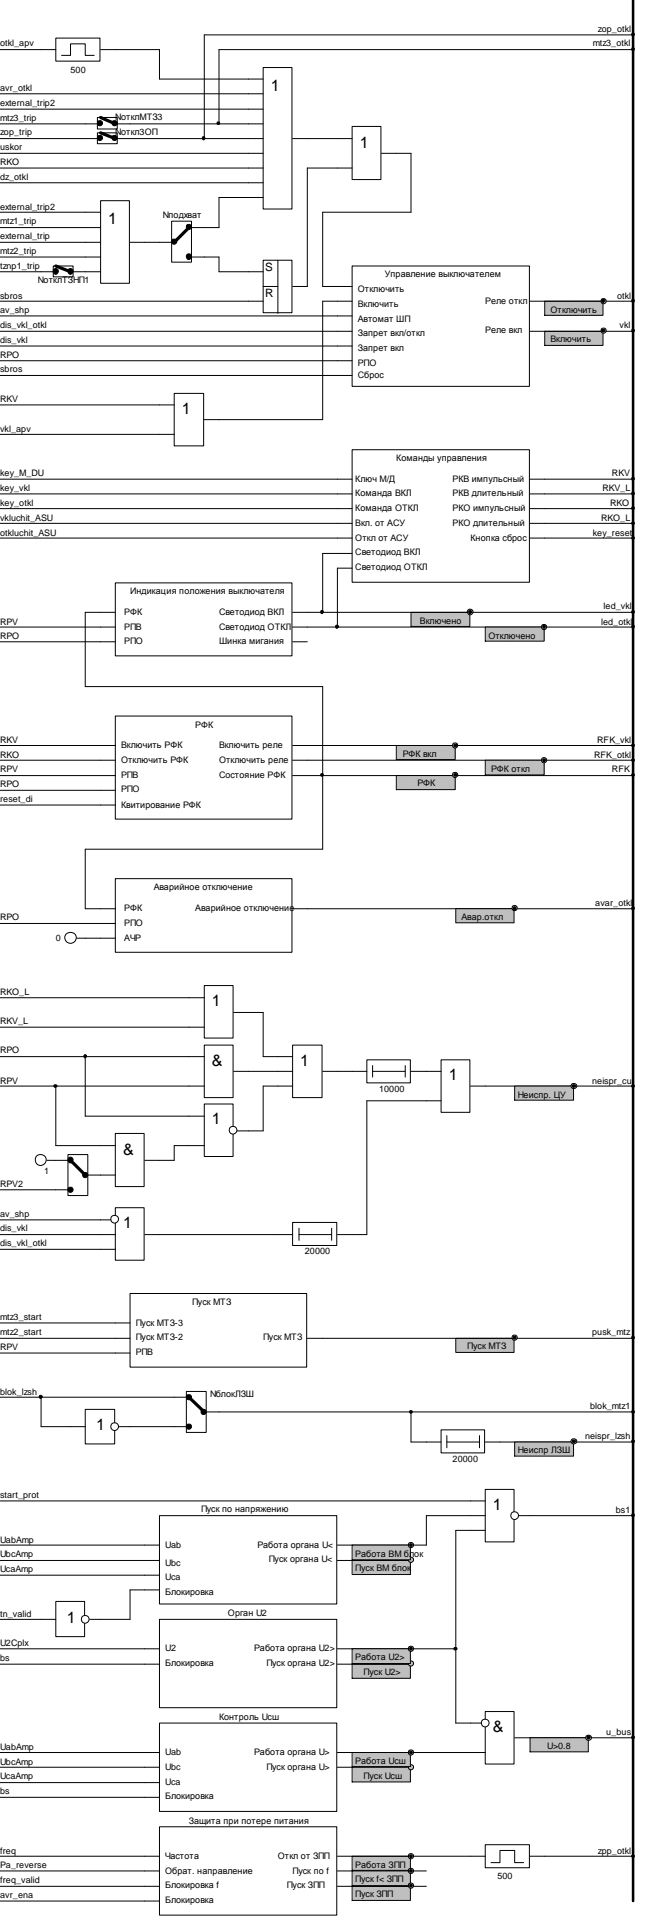 zop_otkl
otkl_apv
mtz3_otkl
500
avr_otkl
1
external_trip2
mtz3_trip
NотклМТЗ3
zop_trip
NотклЗОП
uskor
1
RKO
dz_otkl
external_trip2
Nподхват
mtz1_trip
1
external_trip
mtz2_trip
tznp1_trip
NотклТЗНП1
S
R
Управление выключателем
Отключить
sbros
Включить
Реле откл
otkl
Отключить
av_shp
Автомат ШП
dis_vkl_otkl
Запрет вкл/откл
Реле вкл
vkl
Включить
dis_vkl
Запрет вкл
RPO
РПО
sbros
Сброс
RKV
1
vkl_apv
Команды управления
key_M_DU
Ключ М/Д
РКВ импульсный
RKV
key_vkl
Команда ВКЛ
РКВ длительный
RKV_L
key_otkl
Команда ОТКЛ
РКО импульсный
RKO
vkluchit_ASU
Вкл. от АСУ
РКО длительный
RKO_L
otkluchit_ASU
Откл от АСУ
Кнопка сброс
key_reset
Светодиод ВКЛ
Светодиод ОТКЛ
Индикация положения выключателя
РФК
Светодиод ВКЛ
led_vkl
Включено
RPV
РПВ
Светодиод ОТКЛ
led_otkl
Отключено
RPO
РПО
Шинка мигания
РФК
RKV
Включить РФК
Включить реле
RFK_vkl
РФК вкл
RKO
Отключить РФК
Отключить реле
RFK_otkl
РФК откл
RPV
РПВ
Состояние РФК
RFK
РФК
RPO
РПО
reset_di
Квитирование РФК
Аварийное отключение
РФК
Аварийное отключение
avar_otkl
Авар.откл
RPO
РПО
0
АЧР
RKO_L
1
RKV_L
RPO
&
1
RPV
10000
1
neispr_cu
Неиспр. ЦУ
1
&
1
RPV2
av_shp
1
dis_vkl
dis_vkl_otkl
20000
Пуск МТЗ
mtz3_start
Пуск МТЗ-3
mtz2_start
Пуск МТЗ-2
Пуск МТЗ
pusk_mtz
Пуск МТЗ
RPV
РПВ
blok_lzsh
NблокЛЗШ
blok_mtz1
1
neispr_lzsh
Неиспр ЛЗШ
20000
start_prot
1
bs1
Пуск по напряжению
UabAmp
Uab
Работа органа U<
Работа ВМ блок
UbcAmp
Ubc
Пуск органа U<
Пуск ВМ блок
UcaAmp
Uca
Блокировка
tn_valid
1
Орган U2
U2Cplx
U2
Работа органа U2>
Работа U2>
bs
Блокировка
Пуск органа U2>
Пуск U2>
Контроль Uсш
&
u_bus
U>0.8
UabAmp
Uab
Работа органа U>
Работа Uсш
UbcAmp
Ubc
Пуск органа U>
Пуск Uсш
UcaAmp
Uca
bs
Блокировка
Защита при потере питания
freq
Частота
Откл от ЗПП
Работа ЗПП
zpp_otkl
500
Pa_reverse
Обрат. направление
Пуск по f
Пуск f< ЗПП
freq_valid
Блокировка f
Пуск ЗПП
Пуск ЗПП
avr_ena
Блокировка